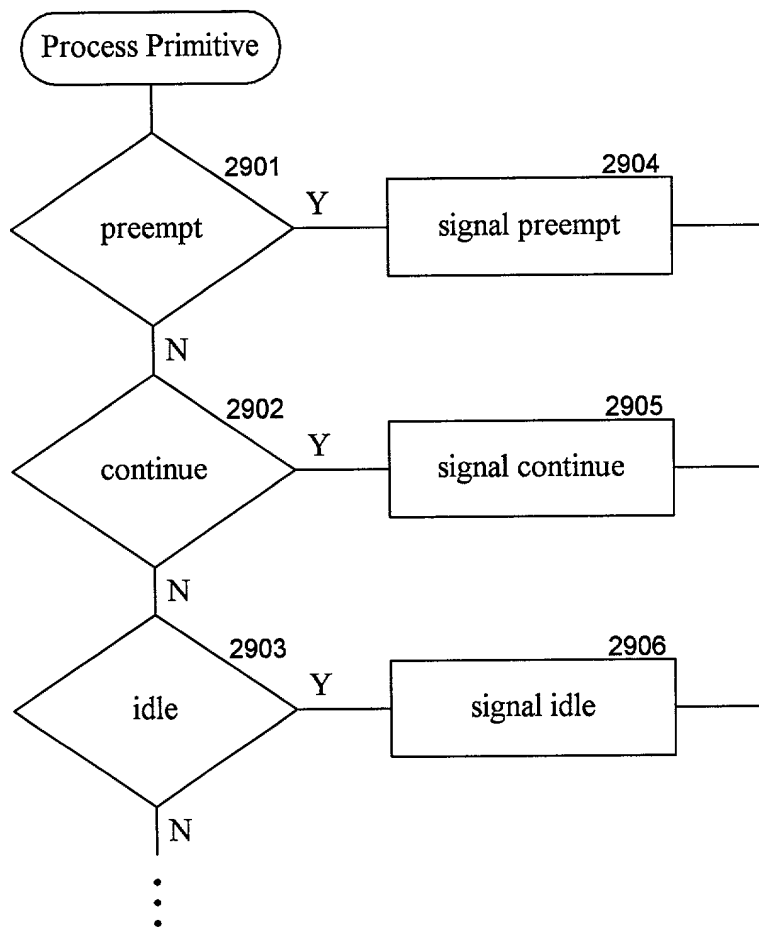 Process Primitive
2901
preempt
Y
2904
signal preempt
N
2902
continue
Y
2905
signal continue
N
2903
idle
Y
2906
signal idle
N